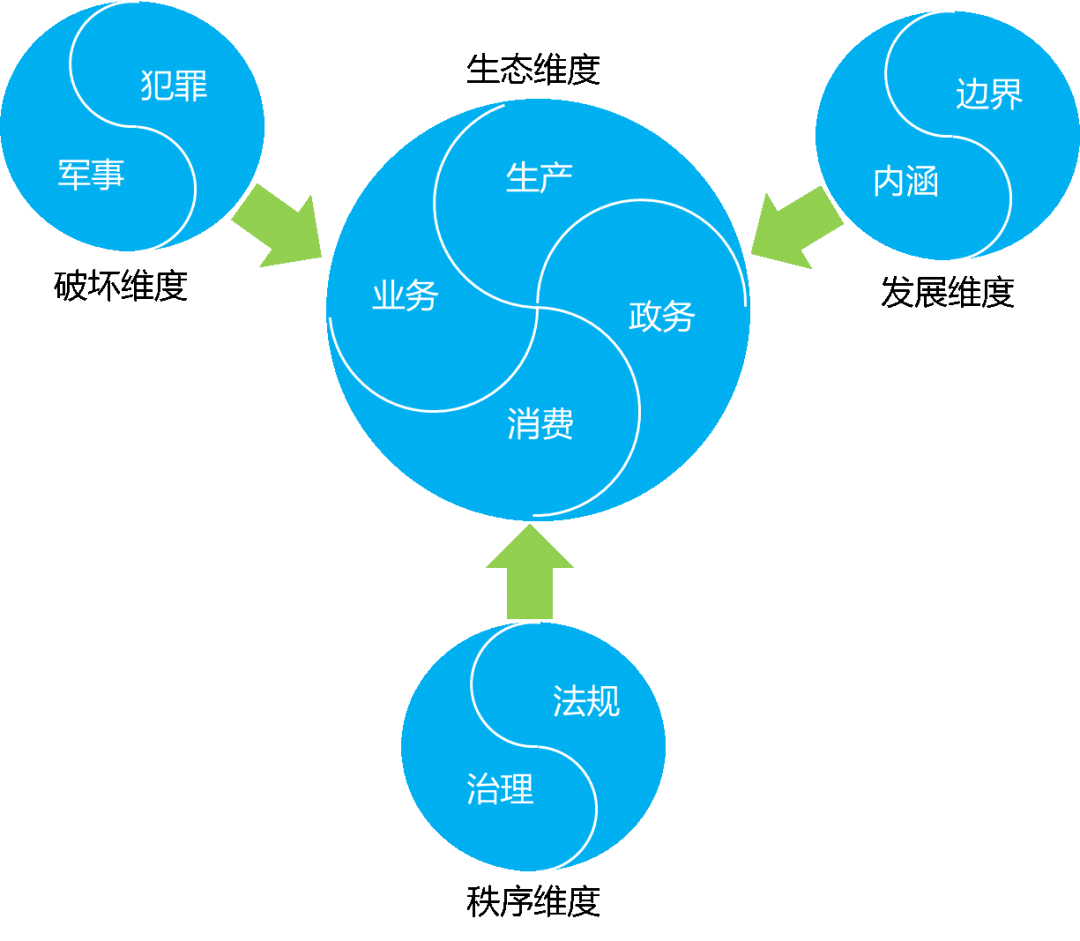 生态维度
犯罪
军事
破坏维度
生产
业务
政务
消费
边界
内涵
发展维度
法规
治理
秩序维度